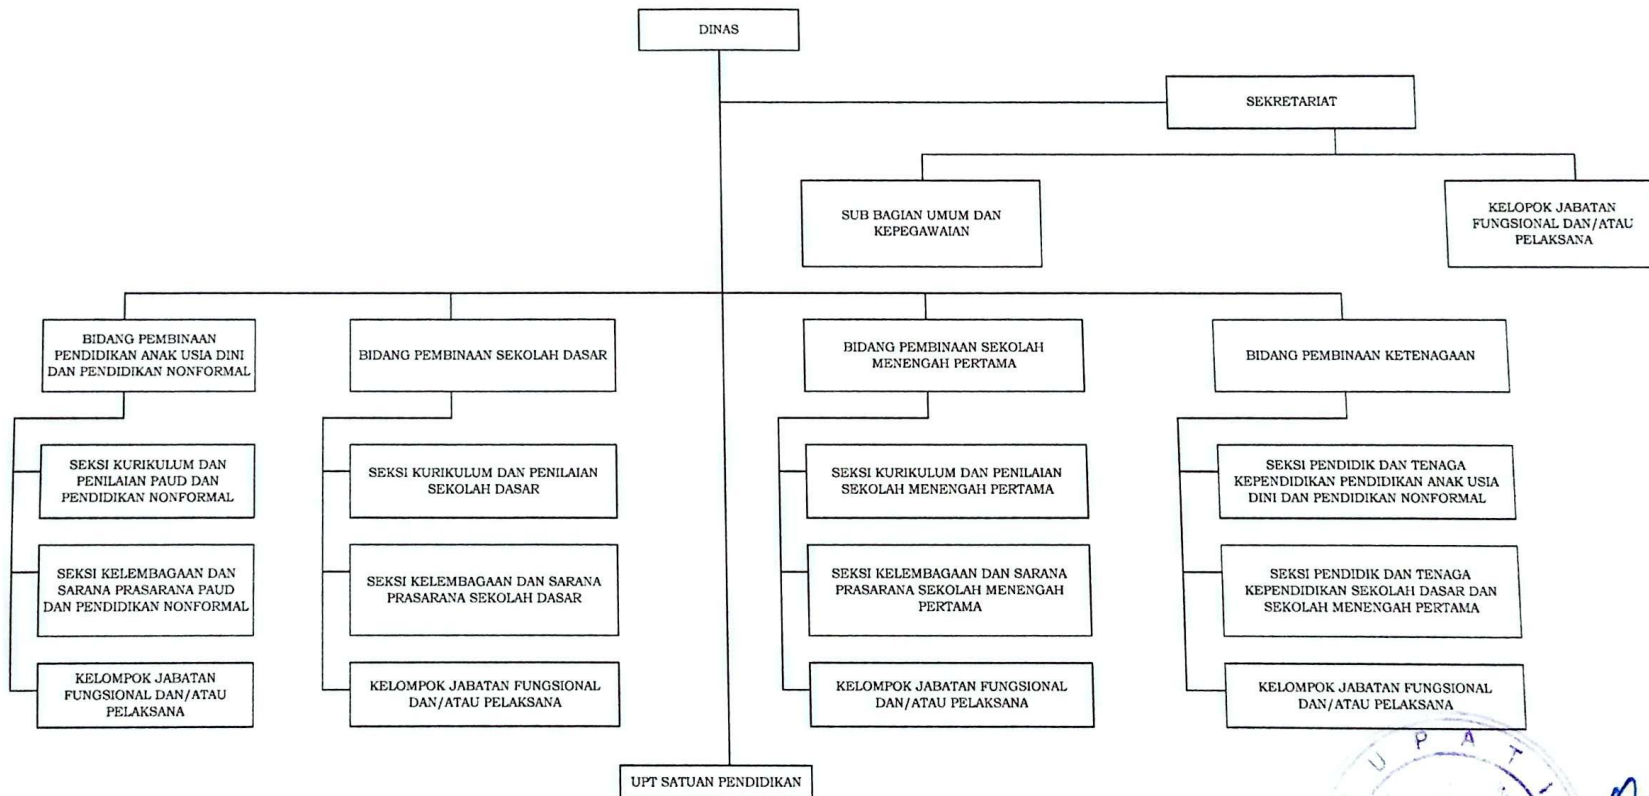 DINAS
SEKRETARIAT
SUB BAGIAN UMUM DAN
KEPEGAWAIAN
KELOPOK JABATAN
FUNGSIONAL DAN/ATAU
PELAKSANA
BIDANG PEMBINAAN
PENDIDIKAN ANAK USIA DINI
DAN PENDIDIKAN NONFORMAL
BIDANG PEMBINAAN SEKOLAH DASAR
BIDANG PEMBINAAN SEKOLAH
MENENGAH PERTAMA
BIDANG PEMBINAAN KETENAGAAN
SEKSI KURIKULUM DAN
PENILAIAN PAUD DAN
PENDIDIKAN NONFORMAL
SEKSI KURIKULUM DAN PENILAIAN
SEKOLAH DASAR
SEKSI KURIKULUM DAN PENILAIAN
SEKOLAH MENENGAH PERTAMA
SEKSI PENDIDIK DAN TENAGA
KEPENDIDIKAN PENDIDIKAN ANAK USIA
DINI DAN PENDIDIKAN NONFORMAL
SEKSI KELEMBAGAAN DAN
SARANA PRASARANA PAUD
DAN PENDIDIKAN NONFORMAL
SEKSI KELEMBAGAAN DAN SARANA
PRASARANA SEKOLAH DASAR
SEKSI KELEMBAGAAN DAN SARANA
PRASARANA SEKOLAH MENENGAH
PERTAMA
SEKSI PENDIDIK DAN TENAGA
KEPENDIDIKAN SEKOLAH DASAR DAN
SEKOLAH MENENGAH PERTAMA
KELOMPOK JABATAN
FUNGSIONAL DAN/ATAU
PELAKSANA
KELOMPOK JABATAN FUNGSIONAL
DAN/ATAU PELAKSANA
KELOMPOK JABATAN FUNGSIONAL
DAN/ATAU PELAKSANA
KELOMPOK JABATAN FUNGSIONAL
DAN/ATAU PELAKSANA
UPT SATUAN PENDIDIKAN
UPATI